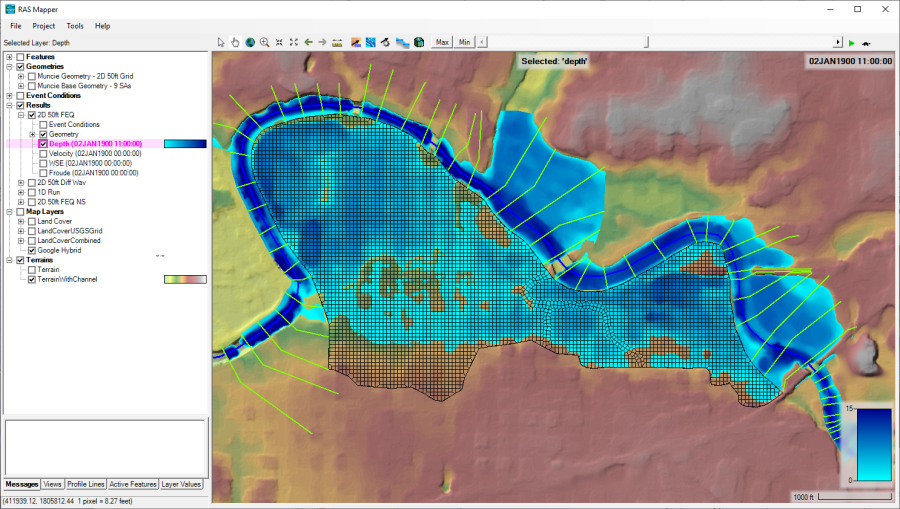 RAS Mapper
File Project Tools Help
Selected Layer: Depth
Max Min
Features
Geometries
Muncie Geometry - 2D 50ft Grid
Muncie Base Geometry - 9 SAs
Event Conditions
Results
2D 50ft FEQ
Event Conditions
Geometry
Depth (02JAN1900 11:00:00)
Velocity (02JAN1900 00:00:00)
WSE (02JAN1900 00:00:00)
Froude (02JAN1900 00:00:00)
2D 50ft Diff Wav
1D Run
2D 50ft FEQ NS
Map Layers
Land Cover
LandCoverUSGSGrid
LandCoverCombined
Google Hybrid
Terrains
Terrain
TerrainWithChannel
Selected: 'depth'
02JAN1900 11:00:00
15
0
1000 ft
Messages Views Profile Lines Active Features Layer Values
(411939.12, 1805812.44 1 pixel = 8.27 feet)